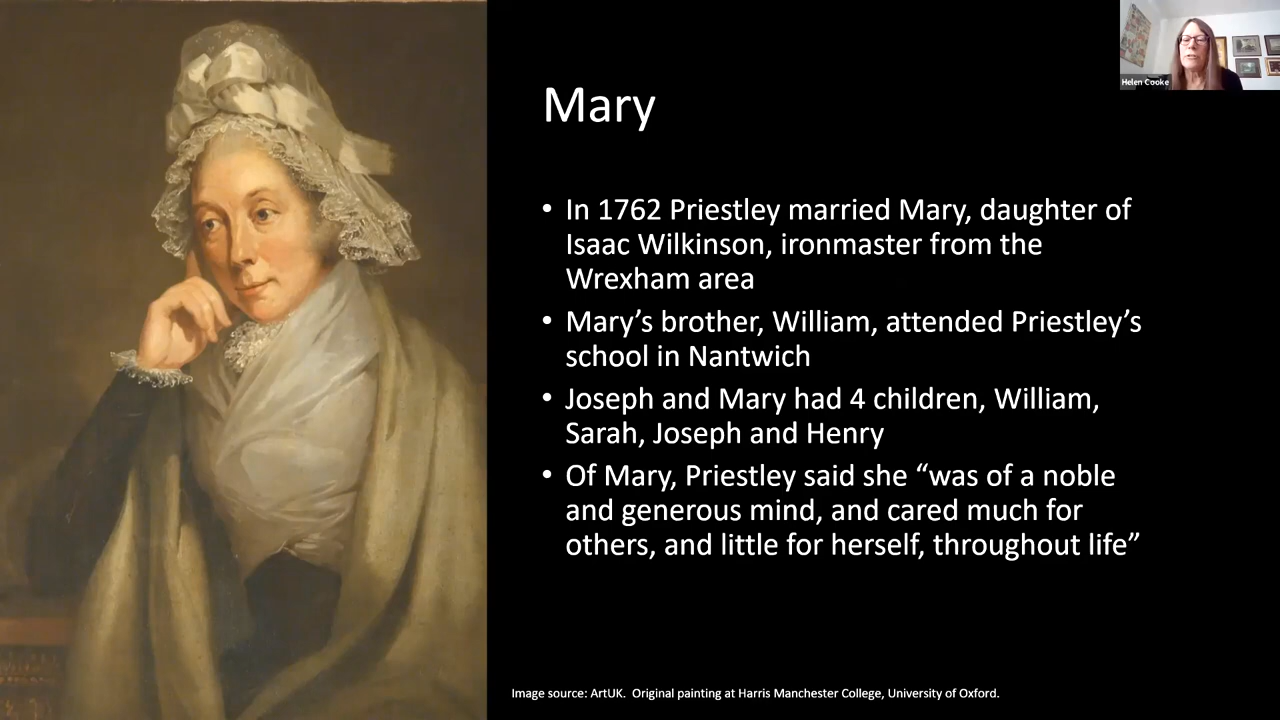 Helen Cooke
Mary
• In 1762 Priestley married Mary, daughter of
Isaac Wilkinson, ironmaster from the
Wrexham area
• Mary’s brother, William, attended Priestley’s
school in Nantwich
• Joseph and Mary had 4 children, William,
Sarah, Joseph and Henry
• Of Mary, Priestley said she “was of a noble
and generous mind, and cared much for
others, and little for herself, throughout life”
Image source: ArtUK.  Original painting at Harris Manchester College, University of Oxford.